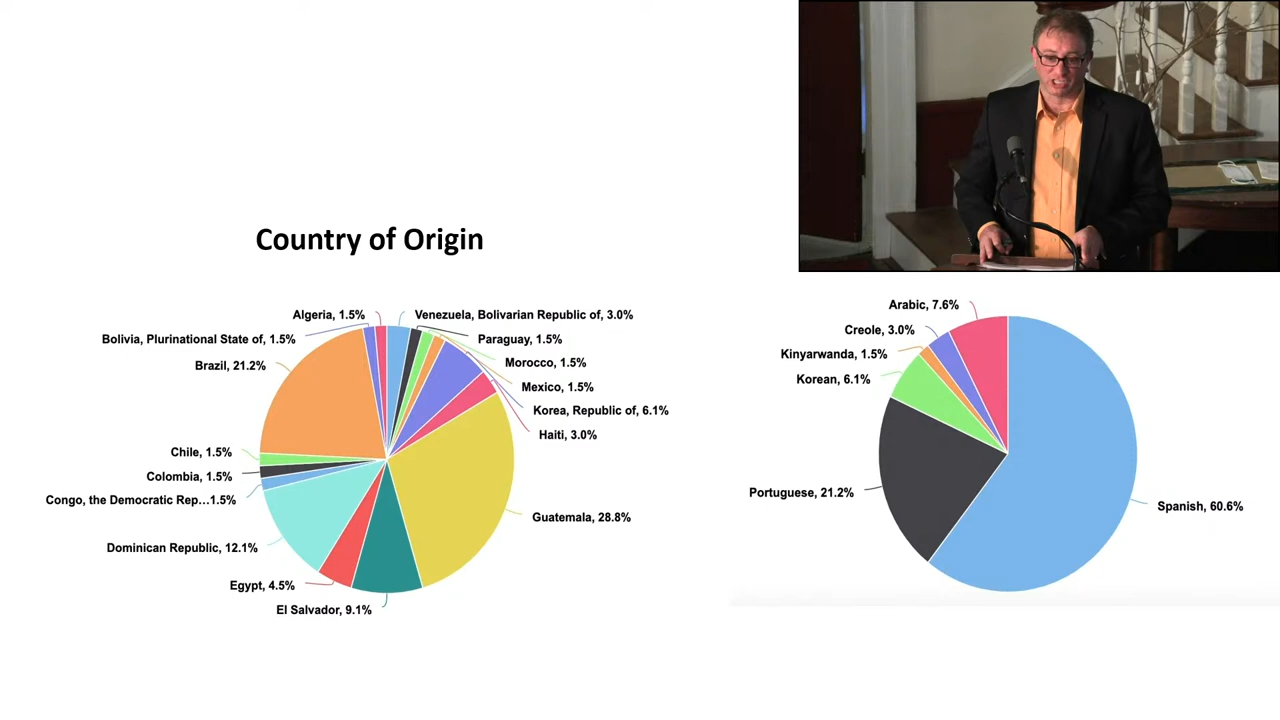 Country of Origin
Algeria, 1.5%
Venezuela, Bolivarian Republic of, 3.0%
Bolivia, Plurinational State of, 1.5%
Paraguay, 1.5%
Brazil, 21.2%
Morocco, 1.5%
Mexico, 1.5%
Korea, Republic of, 6.1%
Haiti, 3.0%
Chile, 1.5%
Colombia, 1.5%
Congo, the Democratic Rep...1.5%
Guatemala, 28.8%
Dominican Republic, 12.1%
Egypt, 4.5%
El Salvador, 9.1%
Arabic, 7.6%
Creole, 3.0%
Kinyarwanda, 1.5%
Korean, 6.1%
Portuguese, 21.2%
Spanish, 60.6%